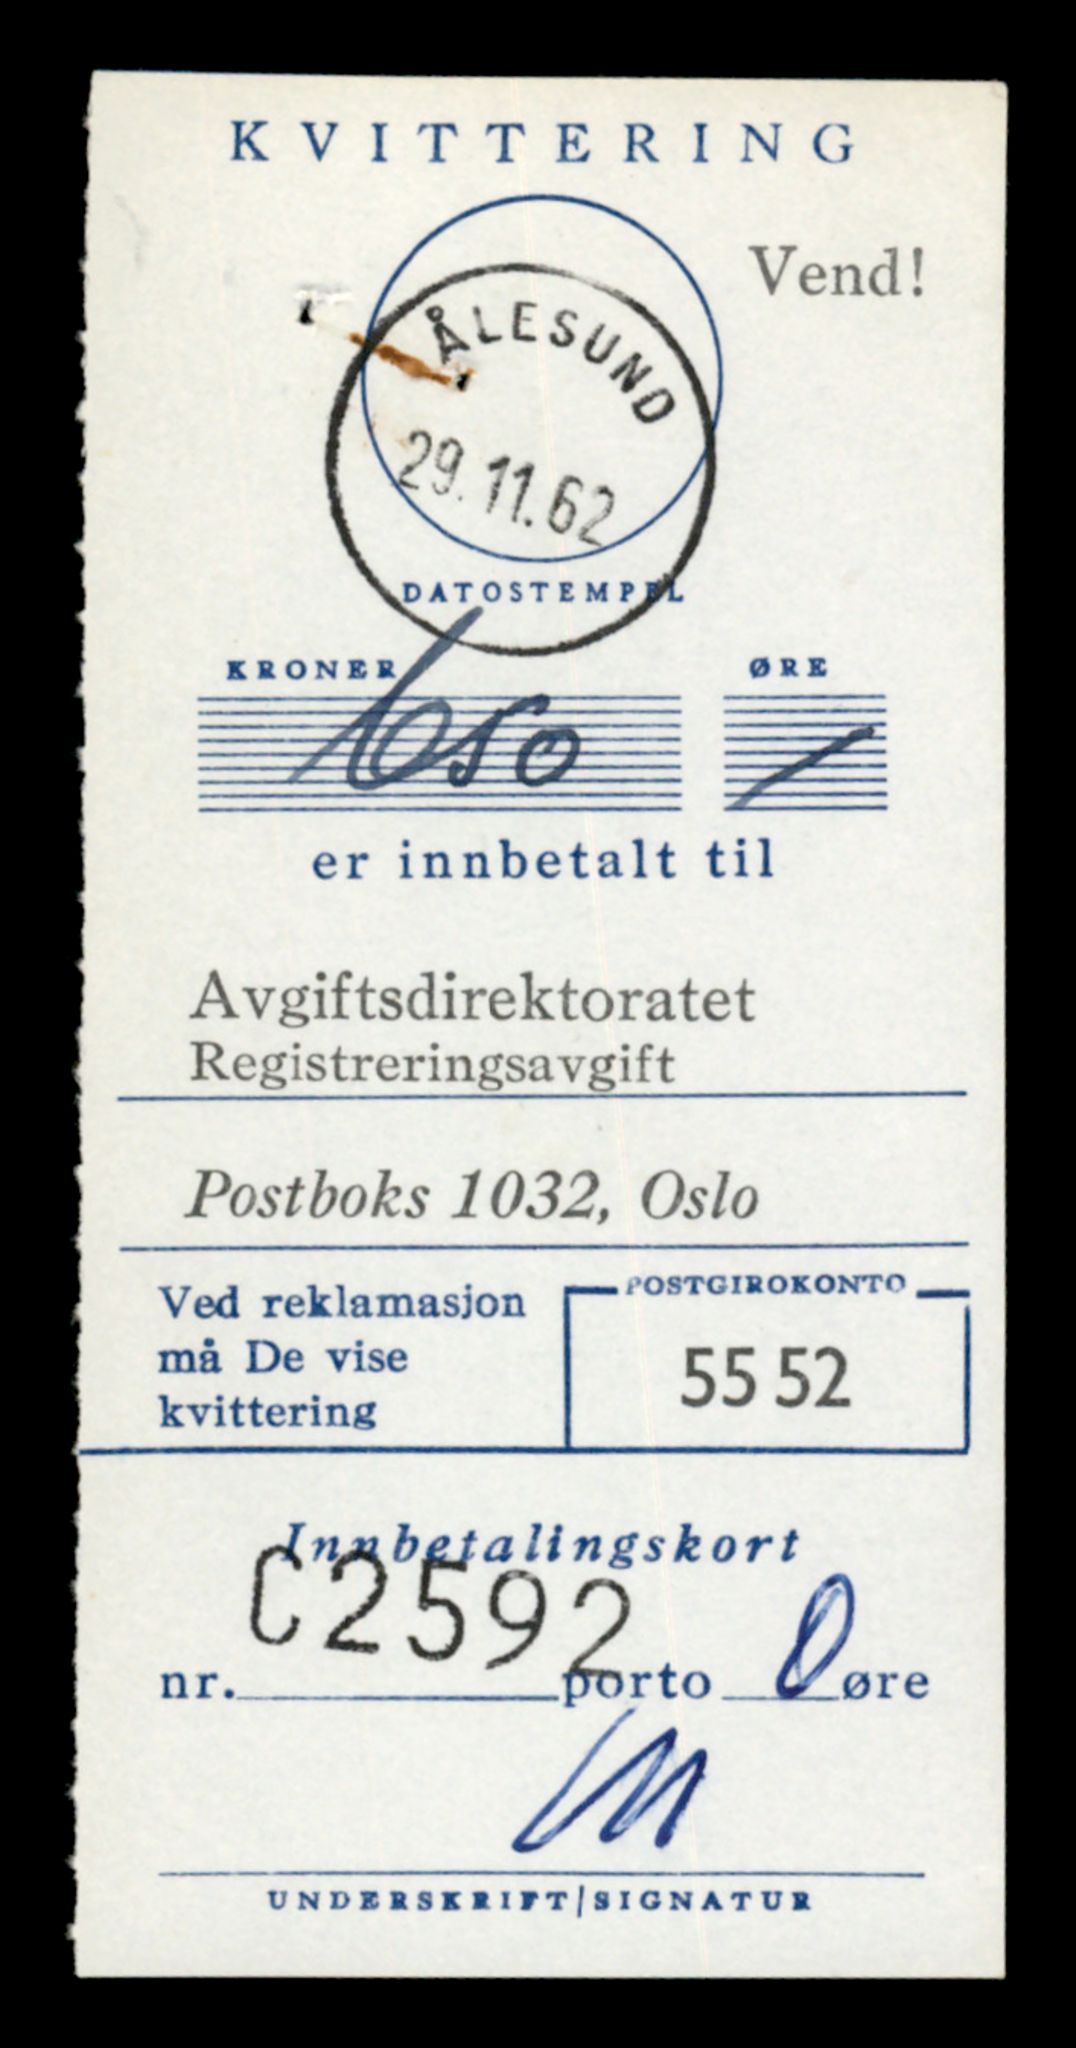 KVITTERING
Vend!
ÅLESUND
29.11.62
DATOSTEMPEL
KRONER ØRE
650 /
er innbetalt til
Avgiftsdirektoratet
Registreringsavgift
Postboks 1032, Oslo
Ved reklamasjon
må De vise
kvittering
POSTGIROKONTO
55 52
Innbetalingskort
C2592
nr. porto 0 øre
UNDERSKRIFT/SIGNATUR